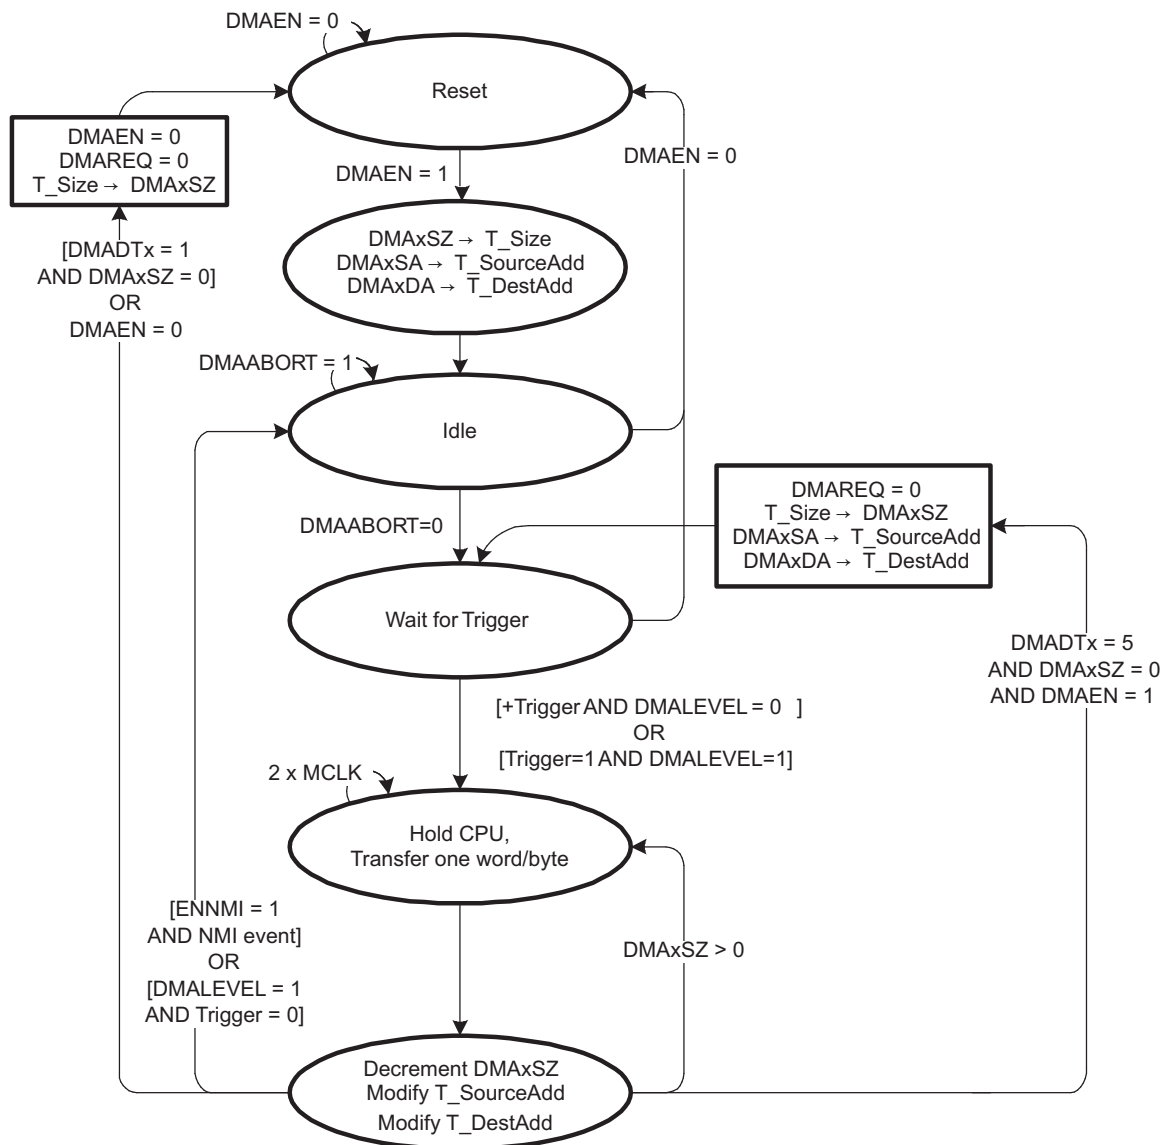 DMAEN = 0
Reset
DMAEN = 0
DMAREQ = 0
T_Size → DMAxSZ
DMAEN = 0
DMAEN = 1
[DMADTx = 1
AND DMAxSZ = 0]
OR
DMAEN = 0
DMAxSZ → T_Size
DMAxSA → T_SourceAdd
DMAxDA → T_DestAdd
DMAABORT = 1
Idle
DMAABORT=0
DMAREQ = 0
T_Size → DMAxSZ
DMAxSA → T_SourceAdd
DMAxDA → T_DestAdd
Wait for Trigger
DMADTx = 5
AND DMAxSZ = 0
AND DMAEN = 1
[+Trigger AND DMALEVEL = 0 ]
OR
[Trigger=1 AND DMALEVEL=1]
2 x MCLK
Hold CPU,
Transfer one word/byte
[ENNMI = 1
AND NMI event]
OR
[DMALEVEL = 1
AND Trigger = 0]
DMAxSZ > 0
Decrement DMAxSZ
Modify T_SourceAdd
Modify T_DestAdd